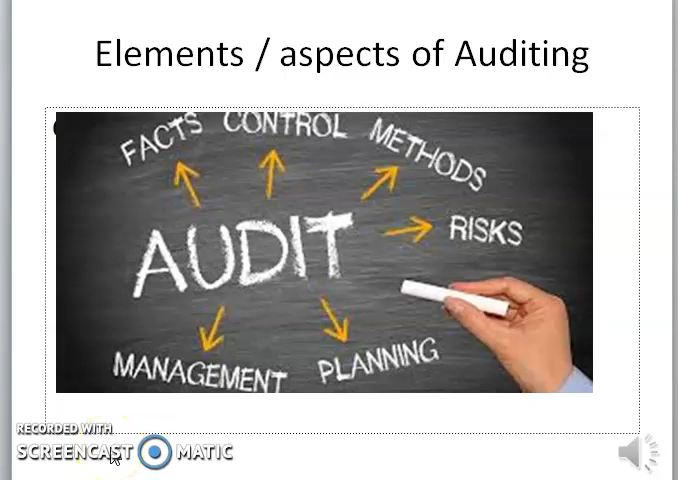 Elements / aspects of Auditing
FACTS
CONTROL
METHODS
AUDIT
RISKS
MANAGEMENT
PLANNING
RECORDED WITH
SCREENCAST MATIC